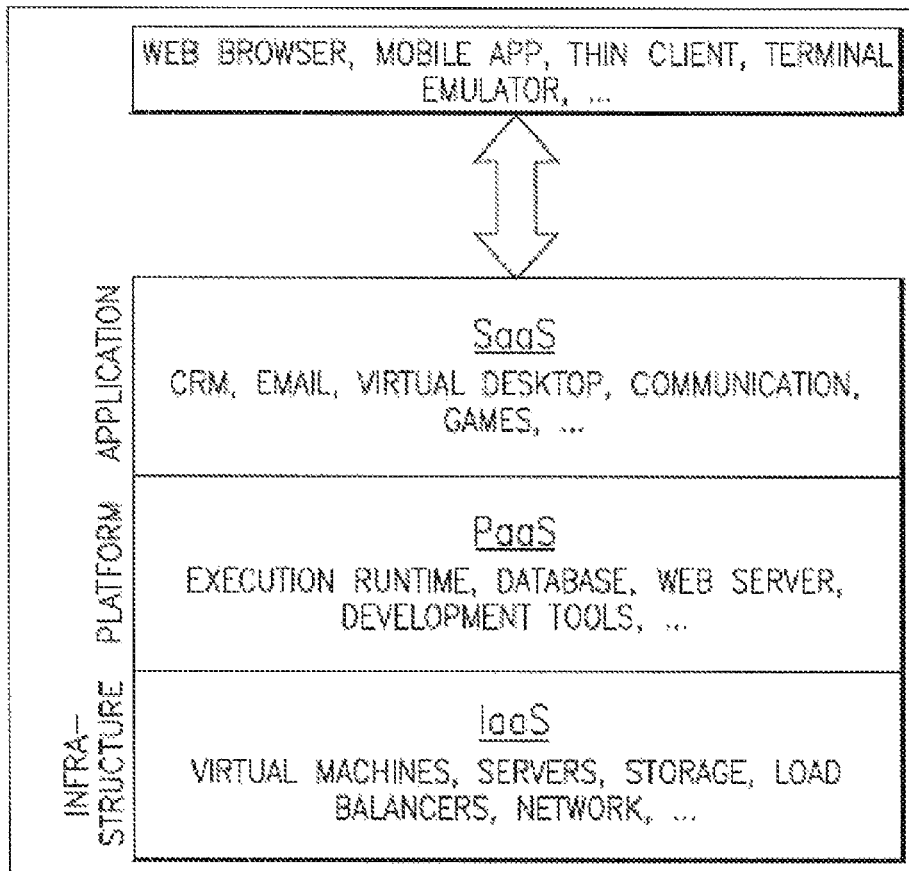 WEB BROWSER, MOBILE APP, THIN CLIENT, TERMINAL
EMULATOR, ...
APPLICATION
SaaS
CRM, EMAIL, VIRTUAL DESKTOP, COMMUNICATION,
GAMES, ...
PLATFORM
PaaS
EXECUTION RUNTIME, DATABASE, WEB SERVER,
DEVELOPMENT TOOLS, ...
INFRA-
STRUCTURE
IaaS
VIRTUAL MACHINES, SERVERS, STORAGE, LOAD
BALANCERS, NETWORK, ...